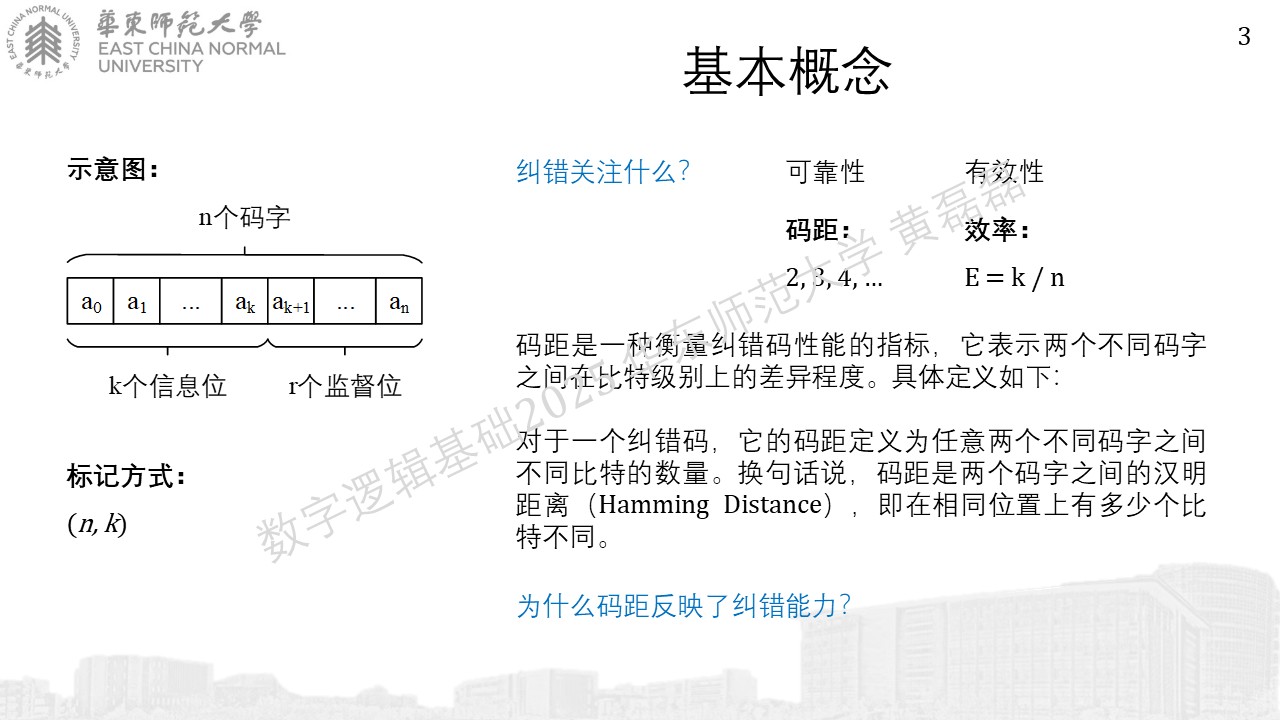 華東師範大學
EAST CHINA NORMAL
UNIVERSITY
EAST CHINA NORMAL UNIVERSITY
華東师范大学
3
基本概念
示意图：
n个码字
a0 a1 ... ak ak+1 ... an
k个信息位 r个监督位
标记方式：
(n, k)
纠错关注什么？ 可靠性 有效性
码距： 效率：
2, 3, 4, ... E = k / n
码距是一种衡量纠错码性能的指标，它表示两个不同码字
之间在比特级别上的差异程度。具体定义如下：
对于一个纠错码，它的码距定义为任意两个不同码字之间
不同比特的数量。换句话说，码距是两个码字之间的汉明
距离（Hamming Distance），即在相同位置上有多少个比
特不同。
为什么码距反映了纠错能力？
数字逻辑基础2025 华东师范大学 黄磊磊